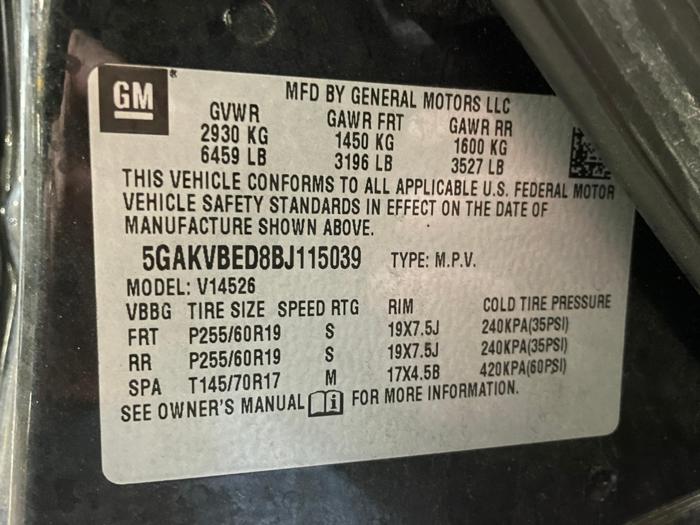 GM
MFD BY GENERAL MOTORS LLC
GVWR GAWR FRT GAWR RR
2930 KG 1450 KG 1600 KG
6459 LB 3196 LB 3527 LB
THIS VEHICLE CONFORMS TO ALL APPLICABLE U.S. FEDERAL MOTOR
VEHICLE SAFETY STANDARDS IN EFFECT ON THE DATE OF
MANUFACTURE SHOWN ABOVE.
5GAKVBED8BJ115039 TYPE: M.P.V.
MODEL: V14526
VBBG TIRE SIZE SPEED RTG RIM COLD TIRE PRESSURE
FRT P255/60R19 S 19X7.5J 240KPA(35PSI)
RR P255/60R19 S 19X7.5J 240KPA(35PSI)
SPA T145/70R17 M 17X4.5B 420KPA(60PSI)
SEE OWNER'S MANUAL i FOR MORE INFORMATION.